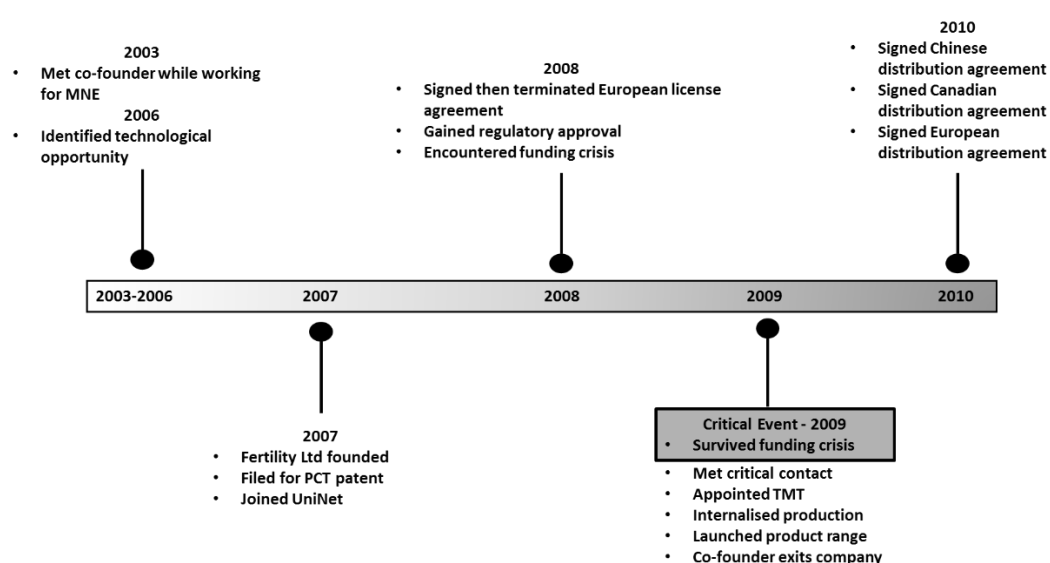 2003
• Met co-founder while working
for MNE
2006
• Identified technological
opportunity
2008
• Signed then terminated European license
agreement
• Gained regulatory approval
• Encountered funding crisis
2010
• Signed Chinese
distribution agreement
• Signed Canadian
distribution agreement
• Signed European
distribution agreement
2003-2006 2007 2008 2009 2010
2007
• Fertility Ltd founded
• Filed for PCT patent
• Joined UniNet
Critical Event - 2009
• Survived funding crisis
• Met critical contact
• Appointed TMT
• Internalised production
• Launched product range
• Co-founder exits company